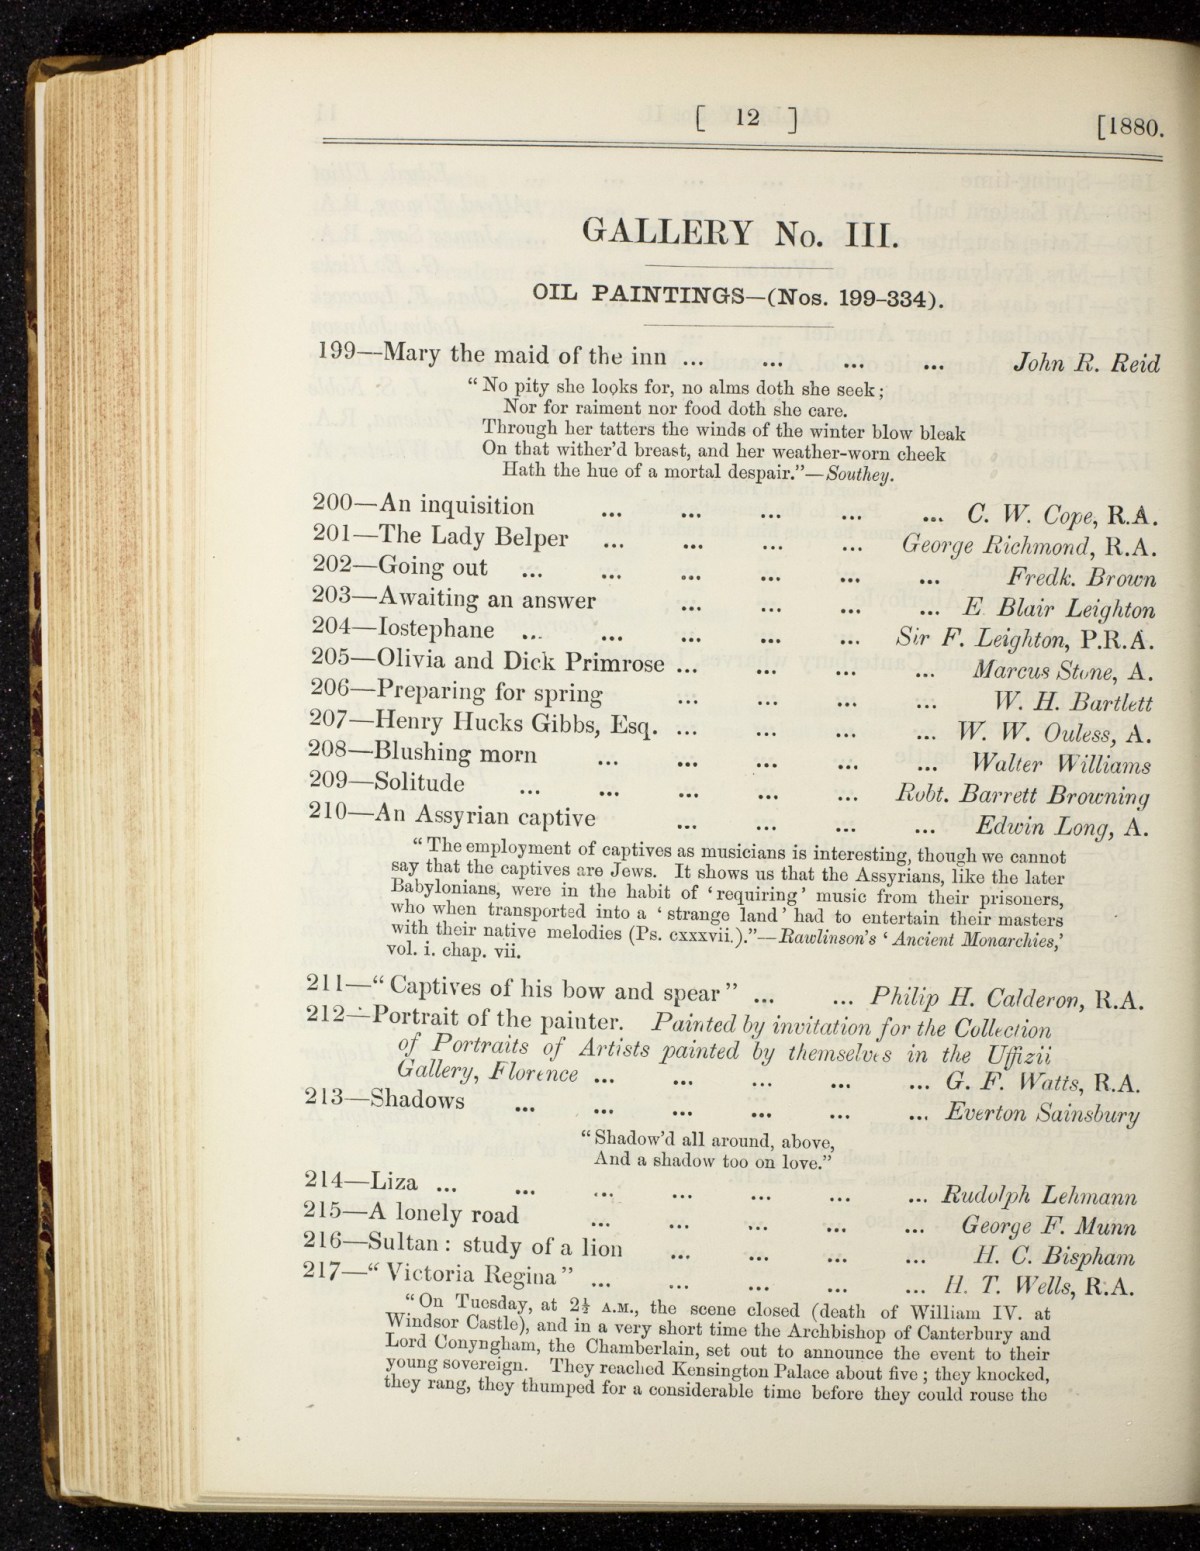 [ 12 ] [1880.
GALLERY No. III.
OIL PAINTINGS—(Nos. 199-334).
199—Mary the maid of the inn ... ... ... ... John R. Reid
“No pity she looks for, no alms doth she seek;
Nor for raiment nor food doth she care.
Through her tatters the winds of the winter blow bleak
On that wither’d breast, and her weather-worn cheek
Hath the hue of a mortal despair.”—Southey.
200—An inquisition ... ... ... ... ... C. W. Cope, R.A.
201—The Lady Belper ... ... ... ... George Richmond, R.A.
202—Going out ... ... ... ... ... ... Fredk. Brown
203—Awaiting an answer ... ... ... ... E. Blair Leighton
204—Iostephane ... ... ... ... ... Sir F. Leighton, P.R.A.
205—Olivia and Dick Primrose ... ... ... ... Marcus Stone, A.
206—Preparing for spring ... ... ... ... W. H. Bartlett
207—Henry Hucks Gibbs, Esq. ... ... ... ... W. W. Ouless, A.
208—Blushing morn ... ... ... ... ... Walter Williams
209—Solitude ... ... ... ... ... Robt. Barrett Browning
210—An Assyrian captive ... ... ... ... Edwin Long, A.
“The employment of captives as musicians is interesting, though we cannot
say that the captives are Jews. It shows us that the Assyrians, like the later
Babylonians, were in the habit of ‘requiring’ music from their prisoners,
who when transported into a ‘strange land’ had to entertain their masters
with their native melodies (Ps. cxxxvii.).”—Rawlinson’s ‘Ancient Monarchies,’
vol. i. chap. vii.
211—“Captives of his bow and spear” ... ... Philip H. Calderon, R.A.
212—Portrait of the painter. Painted by invitation for the Collection
of Portraits of Artists painted by themselves in the Uffizii
Gallery, Florence ... ... ... ... ... G. F. Watts, R.A.
213—Shadows ... ... ... ... ... ... Everton Sainsbury
“Shadow’d all around, above,
And a shadow too on love.”
214—Liza ... ... ... ... ... ... ... Rudolph Lehmann
215—A lonely road ... ... ... ... ... George F. Munn
216—Sultan: study of a lion ... ... ... ... H. C. Bispham
217—“Victoria Regina” ... ... ... ... ... H. T. Wells, R.A.
“On Tuesday, at 2½ A.M., the scene closed (death of William IV. at
Windsor Castle), and in a very short time the Archbishop of Canterbury and
Lord Conyngham, the Chamberlain, set out to announce the event to their
young sovereign. They reached Kensington Palace about five; they knocked,
they rang, they thumped for a considerable time before they could rouse the